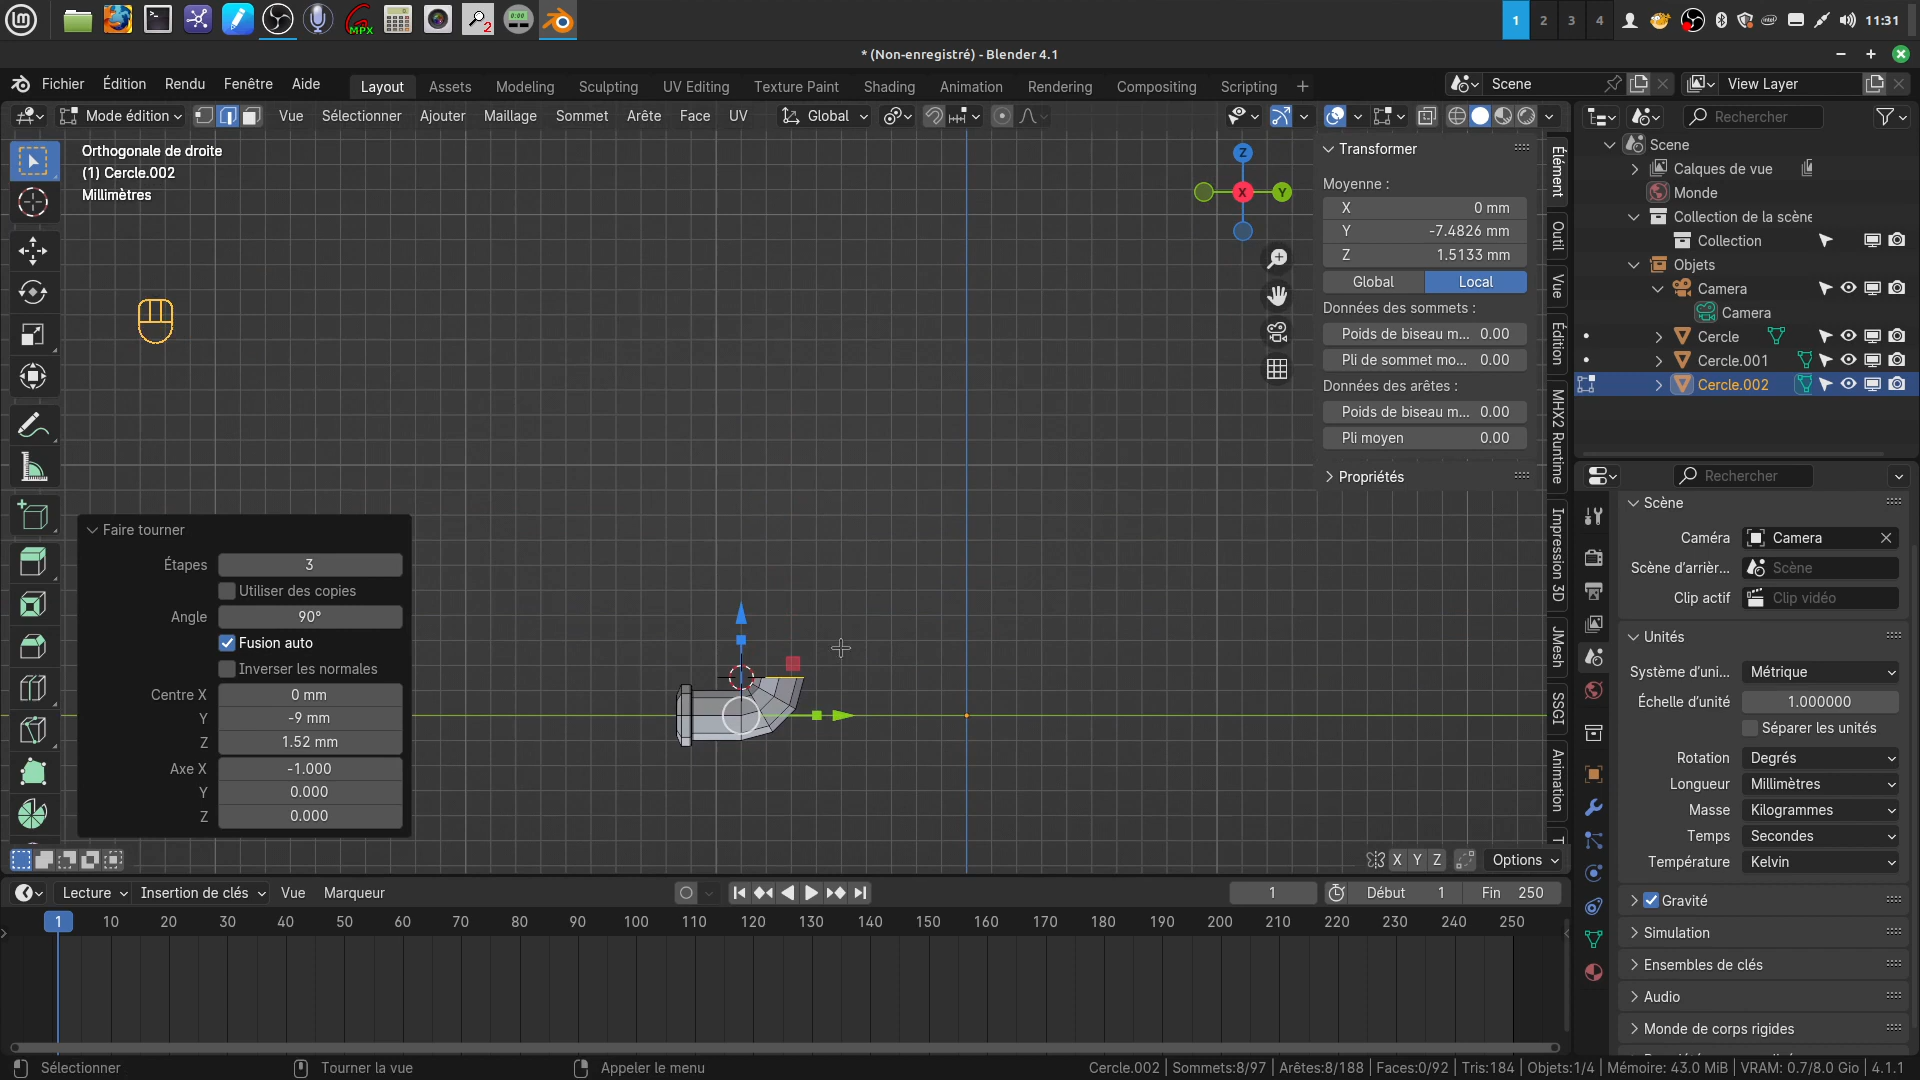 1 2 3 4 11:31
* (Non-enregistré) - Blender 4.1
Fichier Édition Rendu Fenêtre Aide Layout Assets Modeling Sculpting UV Editing Texture Paint Shading Animation Rendering Compositing Scripting + Scene View Layer
Mode édition Vue Sélectionner Ajouter Maillage Sommet Arête Face UV Global Rechercher
Orthogonale de droite
(1) Cercle.002
Millimètres
Z
Y
X
Transformer
Moyenne :
X 0 mm
Y -7.4826 mm
Z 1.5133 mm
Global Local
Données des sommets :
Poids de biseau m... 0.00
Pli de sommet mo... 0.00
Données des arêtes :
Poids de biseau m... 0.00
Pli moyen 0.00
Propriétés
Élément
Outil
Vue
Édition
MHX2 Runtime
Impression 3D
JMesh
SSGI
Animation
T
Scene
Calques de vue
Monde
Collection de la scène
Collection
Objets
Camera
Camera
Cercle
Cercle.001
Cercle.002
Rechercher
Scène
Caméra Camera
Scène d'arrièr... Scène
Clip actif Clip vidéo
Unités
Système d'uni... Métrique
Échelle d'unité 1.000000
Séparer les unités
Rotation Degrés
Longueur Millimètres
Masse Kilogrammes
Temps Secondes
Température Kelvin
Gravité
Simulation
Ensembles de clés
Audio
Monde de corps rigides
Faire tourner
Étapes 3
Utiliser des copies
Angle 90°
Fusion auto
Inverser les normales
Centre X 0 mm
Y -9 mm
Z 1.52 mm
Axe X -1.000
Y 0.000
Z 0.000
X Y Z Options
Lecture Insertion de clés Vue Marqueur 1 Début 1 Fin 250
1 10 20 30 40 50 60 70 80 90 100 110 120 130 140 150 160 170 180 190 200 210 220 230 240 250
Sélectionner Tourner la vue Appeler le menu Cercle.002 | Sommets:8/97 | Arêtes:8/188 | Faces:0/92 | Tris:184 | Objets:1/4 | Mémoire: 43.0 MiB | VRAM: 0.7/8.0 Gio | 4.1.1